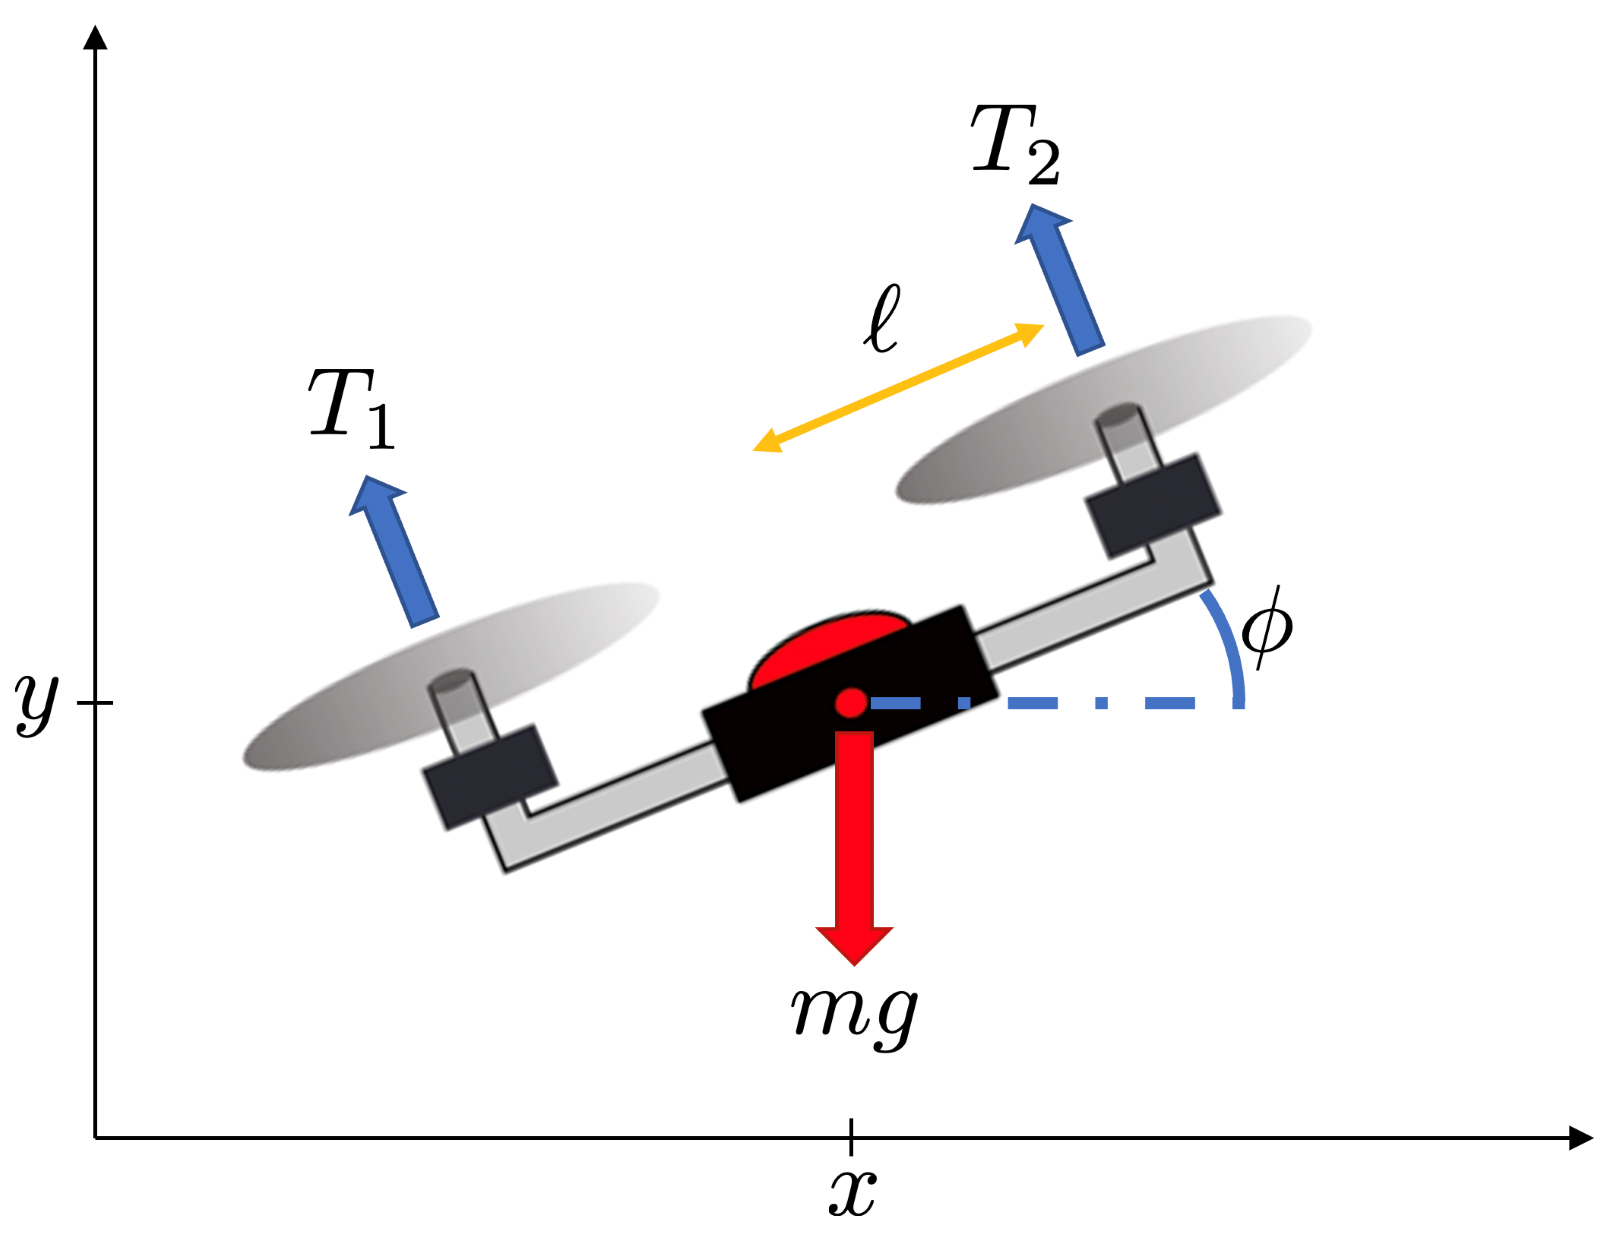 T₂
ℓ
T₁
ϕ
y
mg
x